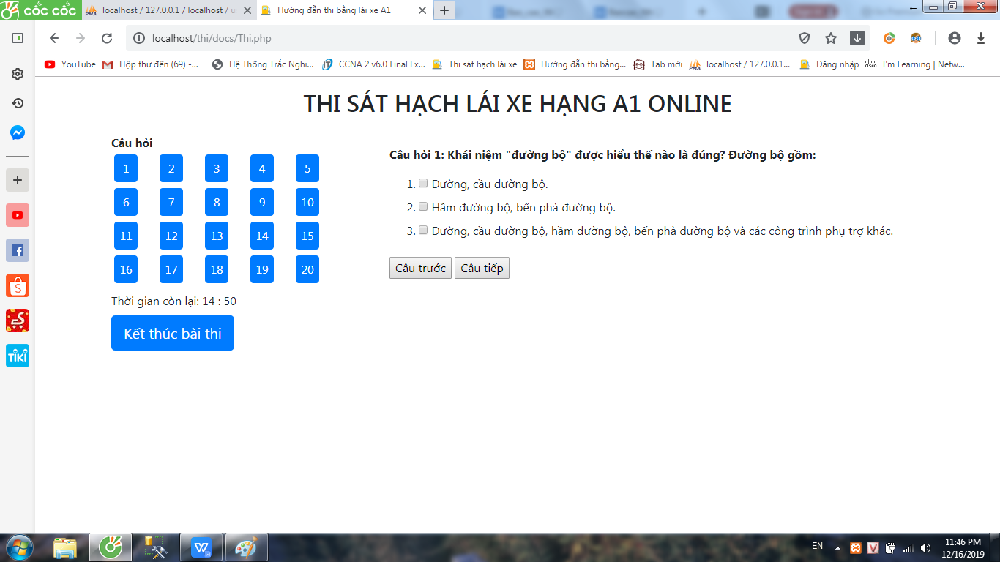 cốc cốc
localhost / 127.0.0.1 / localhost / u
Hướng dẫn thi bằng lái xe A1
localhost/thi/docs/Thi.php
YouTube
Hộp thư đến (69) -...
Hệ Thống Trắc Nghi...
CCNA 2 v6.0 Final Ex...
Thi sát hạch lái xe
Hướng dẫn thi bằng...
Tab mới
localhost / 127.0.0.1...
Đăng nhập
I'm Learning | Netw...
THI SÁT HẠCH LÁI XE HẠNG A1 ONLINE
Câu hỏi
1 2 3 4 5
6 7 8 9 10
11 12 13 14 15
16 17 18 19 20
Thời gian còn lại: 14 : 50
Kết thúc bài thi
Câu hỏi 1: Khái niệm "đường bộ" được hiểu thế nào là đúng? Đường bộ gồm:
1. Đường, cầu đường bộ.
2. Hầm đường bộ, bến phà đường bộ.
3. Đường, cầu đường bộ, hầm đường bộ, bến phà đường bộ và các công trình phụ trợ khác.
Câu trước Câu tiếp
TIKI
EN
11:46 PM
12/16/2019